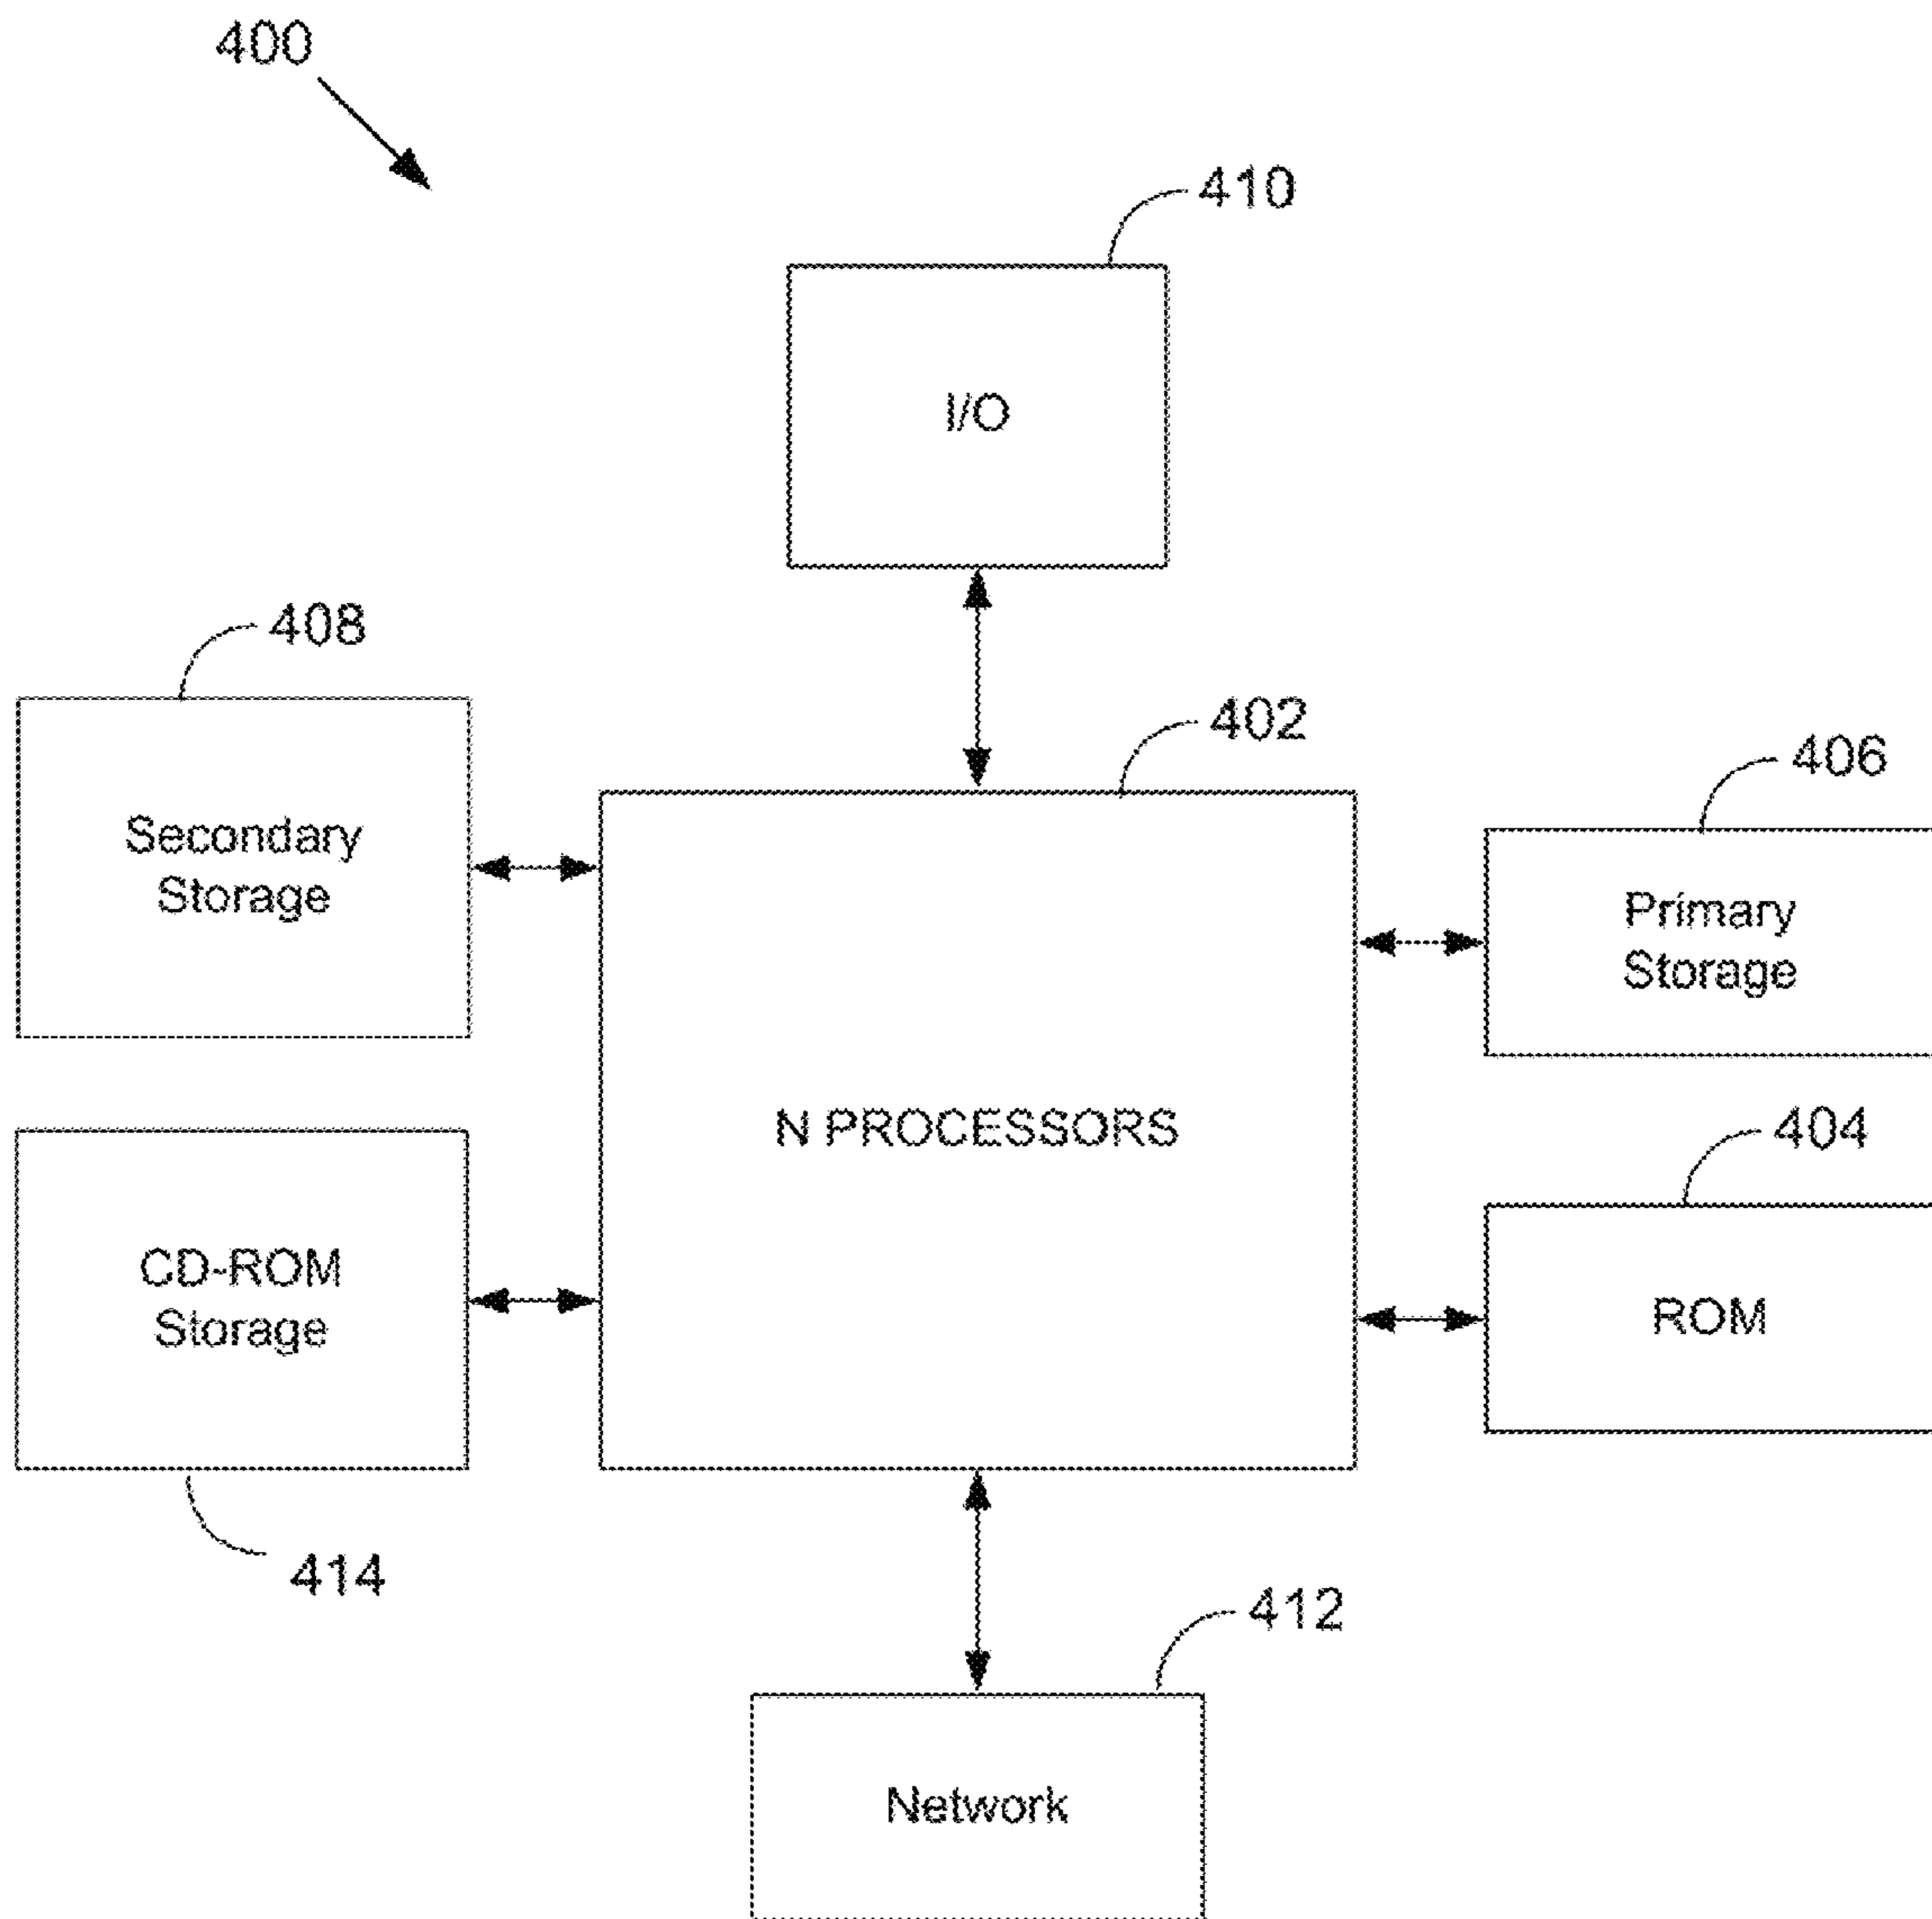 400
410
I/O
408
402
406
Secondary
Storage
Primary
Storage
N PROCESSORS
404
CD-ROM
Storage
ROM
414
412
Network